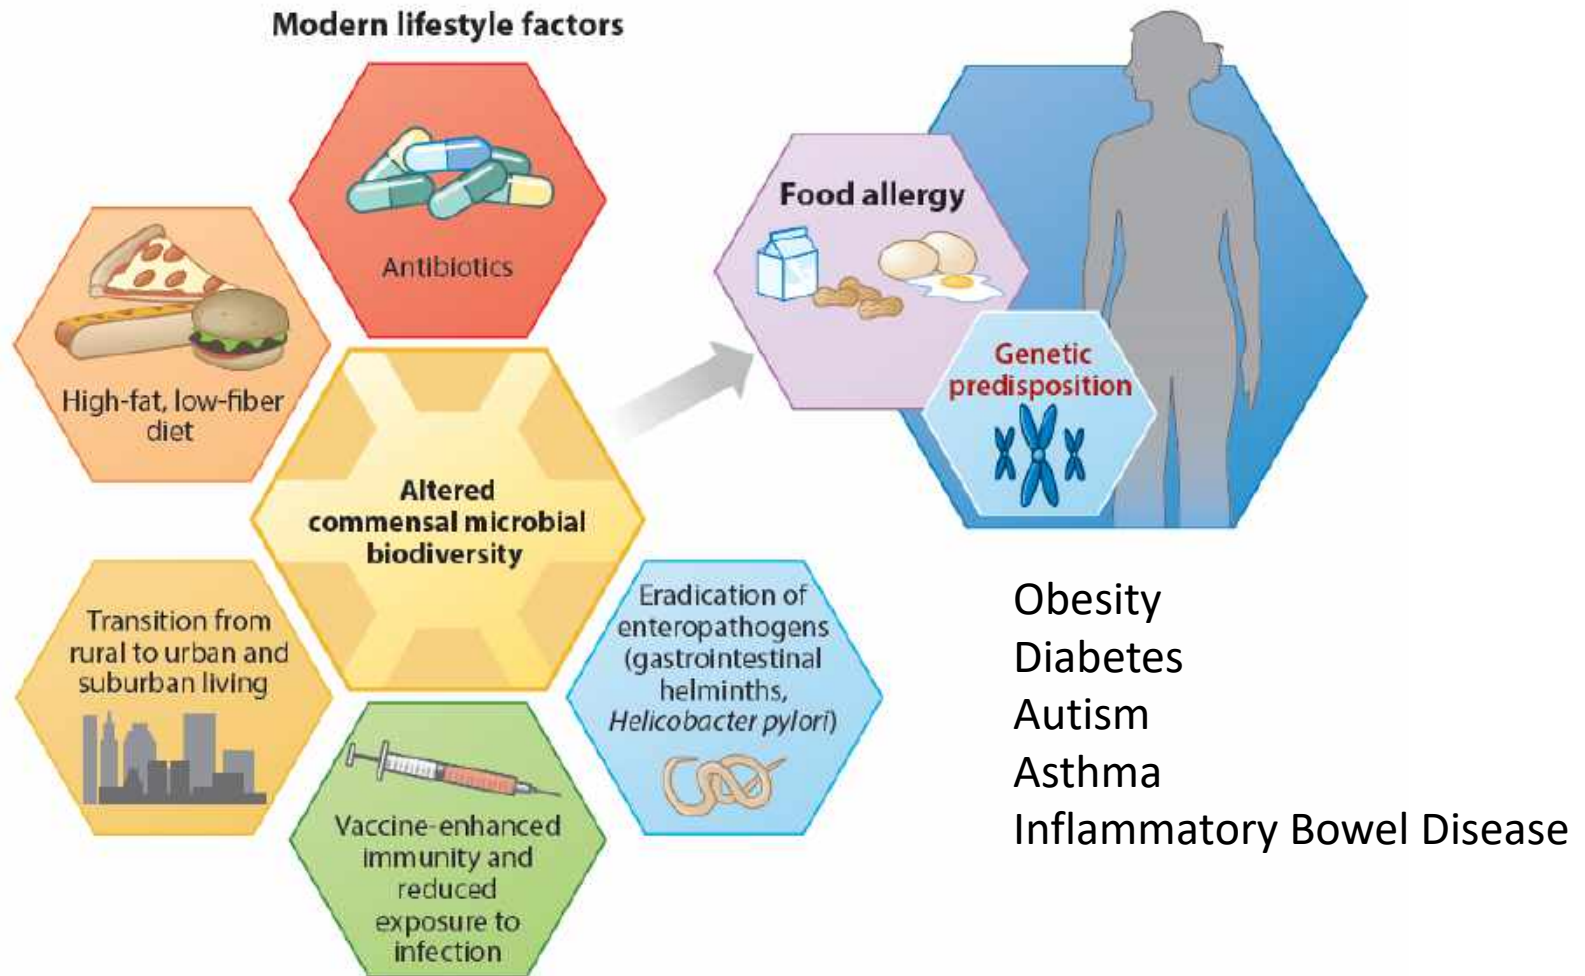 Modern lifestyle factors
Antibiotics
High-fat, low-fiber
diet
Altered
commensal microbial
biodiversity
Transition from
rural to urban and
suburban living
Vaccine-enhanced
immunity and
reduced
exposure to
infection
Eradication of
enteropathogens
(gastrointestinal
helminths,
Helicobacter pylori)
Food allergy
Genetic
predisposition
Obesity
Diabetes
Autism
Asthma
Inflammatory Bowel Disease